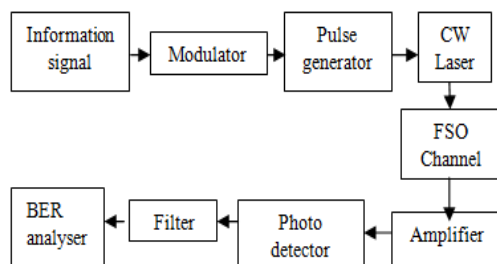 Information
signal
Modulator
Pulse
generator
CW
Laser
FSO
Channel
Amplifier
Photo
detector
Filter
BER
analyser